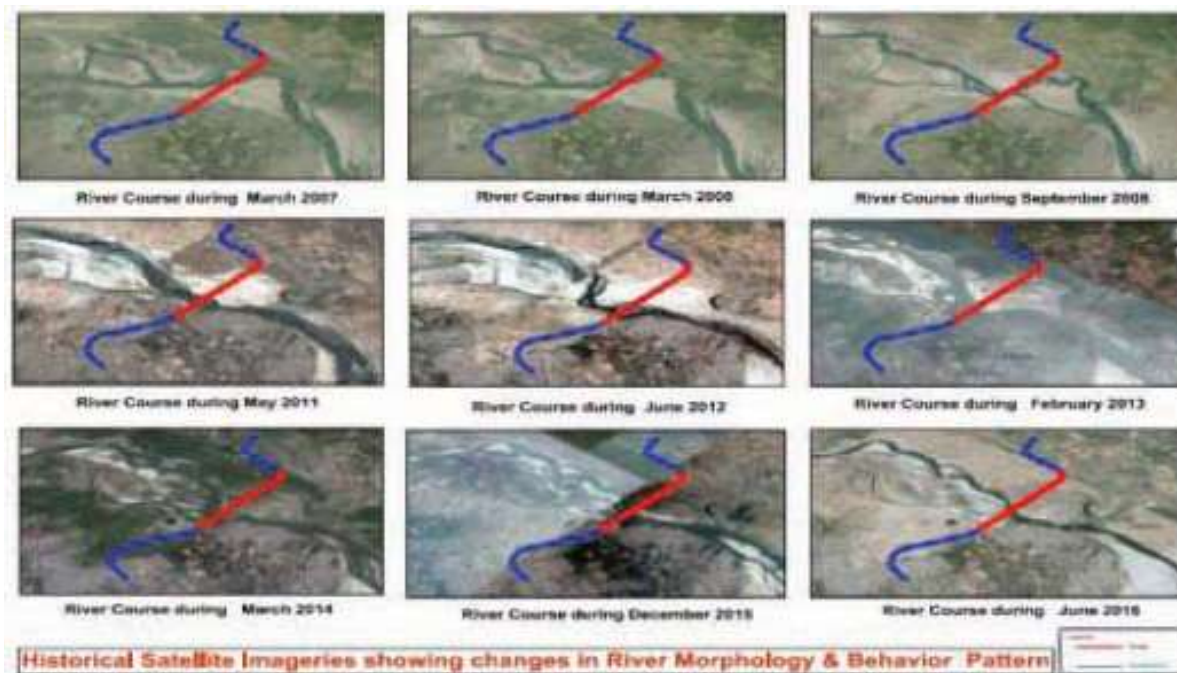 River Course during March 2007
River Course during March 2008
River Course during September 2008
River Course during May 2011
River Course during June 2012
River Course during February 2013
River Course during March 2014
River Course during December 2015
River Course during June 2016
Historical Satellite Imageries showing changes in River Morphology & Behavior Pattern